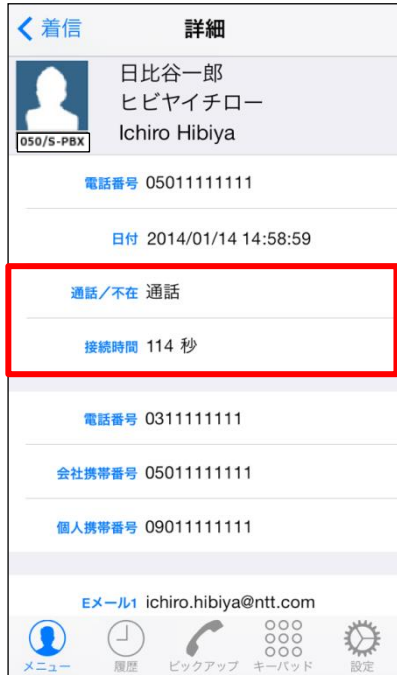 着信 詳細
日比谷一郎
ヒビヤイチロー
Ichiro Hibiya
050/S-PBX
電話番号 05011111111
日付 2014/01/14 14:58:59
通話／不在 通話
接続時間 114 秒
電話番号 0311111111
会社携帯番号 05011111111
個人携帯番号 09011111111
Eメール1 ichiro.hibiya@ntt.com
メニュー 履歴 ピックアップ キーパッド 設定